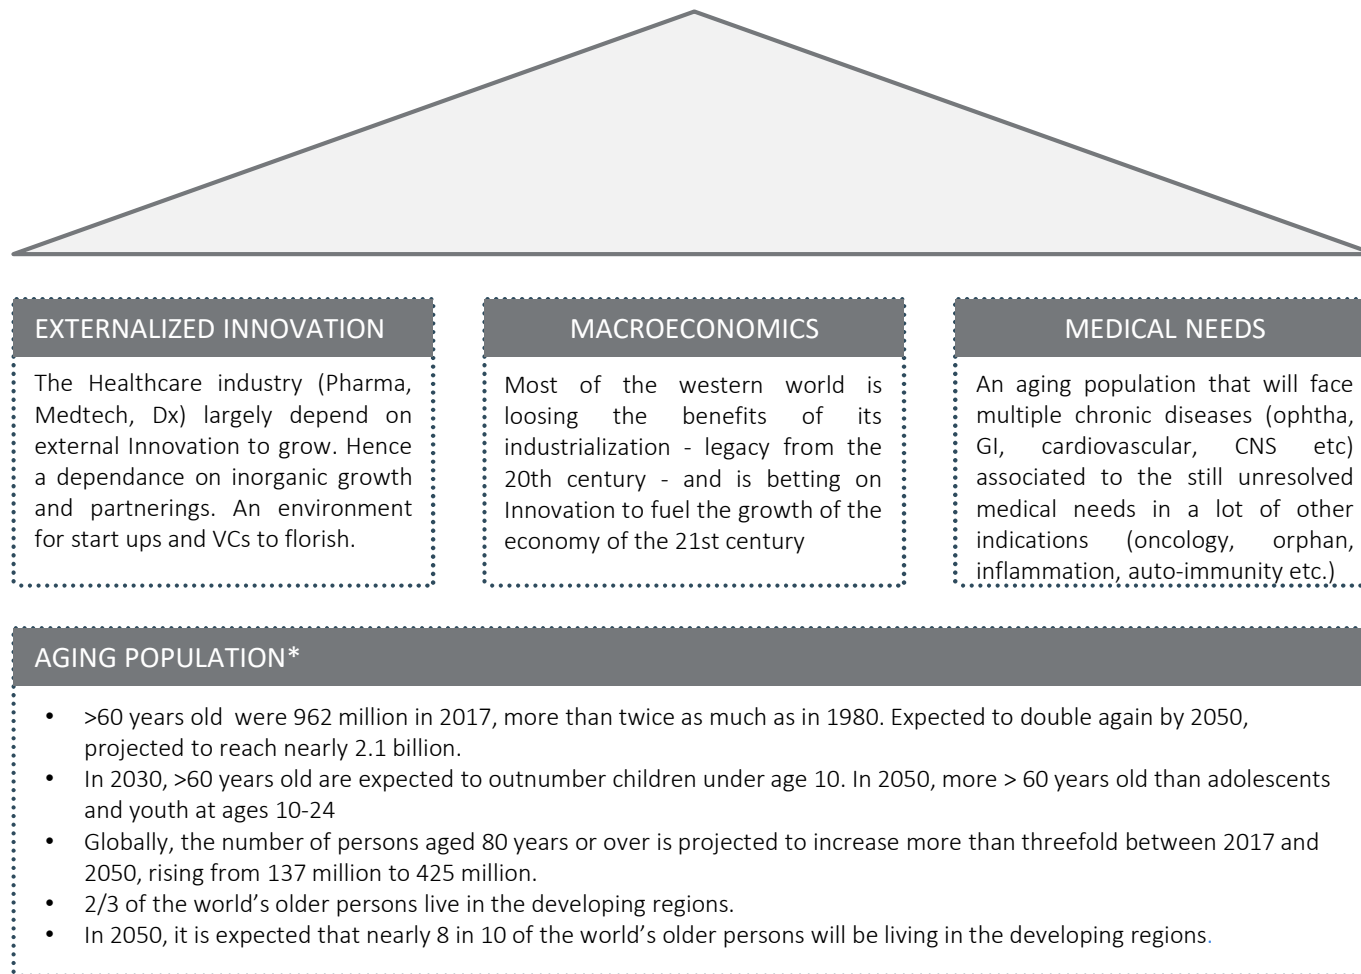 EXTERNALIZED INNOVATION
The Healthcare industry (Pharma,
Medtech, Dx) largely depend on
external Innovation to grow. Hence
a dependance on inorganic growth
and partnerings. An environment
for start ups and VCs to florish.
MACROECONOMICS
Most of the western world is
loosing the benefits of its
industrialization - legacy from the
20th century - and is betting on
Innovation to fuel the growth of the
economy of the 21st century
MEDICAL NEEDS
An aging population that will face
multiple chronic diseases (ophtha,
GI, cardiovascular, CNS etc)
associated to the still unresolved
medical needs in a lot of other
indications (oncology, orphan,
inflammation, auto-immunity etc.)
AGING POPULATION*
• >60 years old were 962 million in 2017, more than twice as much as in 1980. Expected to double again by 2050,
projected to reach nearly 2.1 billion.
• In 2030, >60 years old are expected to outnumber children under age 10. In 2050, more > 60 years old than adolescents
and youth at ages 10-24
• Globally, the number of persons aged 80 years or over is projected to increase more than threefold between 2017 and
2050, rising from 137 million to 425 million.
• 2/3 of the world’s older persons live in the developing regions.
• In 2050, it is expected that nearly 8 in 10 of the world’s older persons will be living in the developing regions.